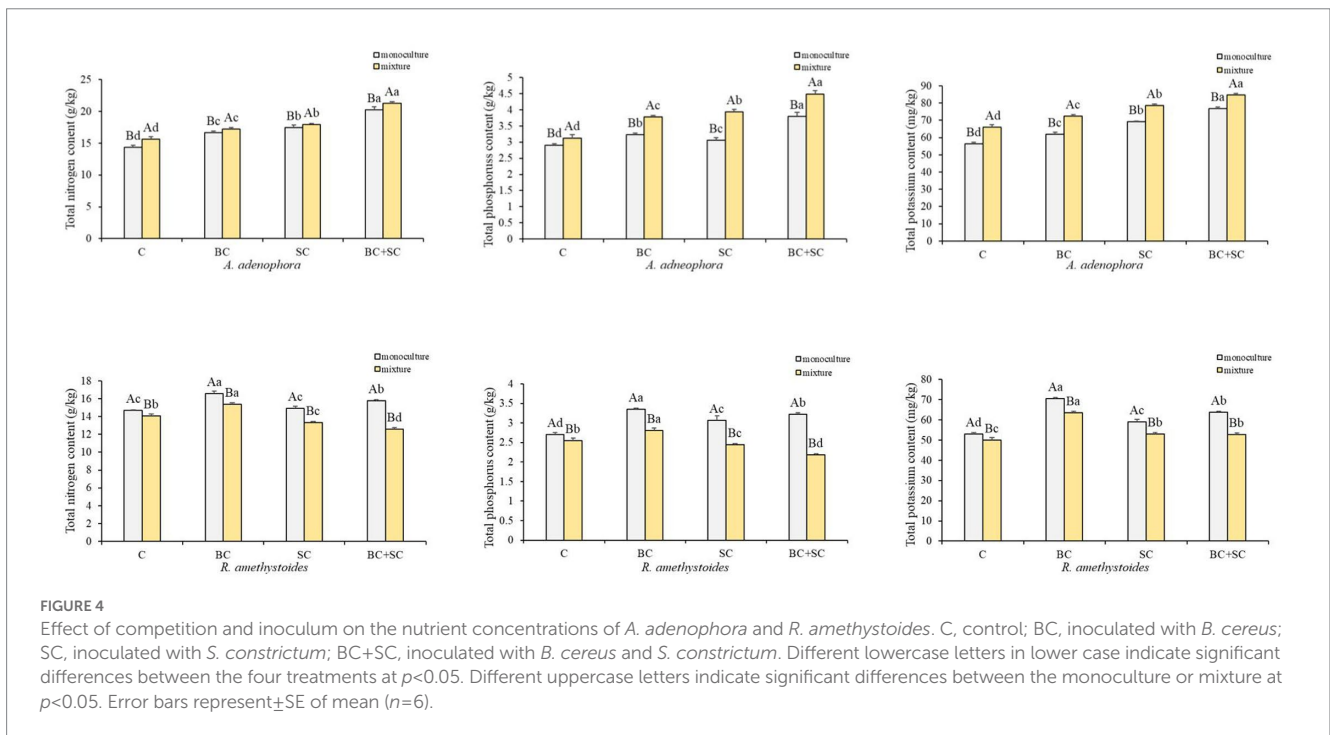 monoculture
mixture
Total nitrogen content (g/kg)
25
20
15
10
5
0
Bd Ad
Bc Ac
Bb Ab
Ba Aa
C BC SC BC+SC
A. adenophora
monoculture
mixture
Total phosphoruss content (g/kg)
5
4.5
4
3.5
3
2.5
2
1.5
1
0.5
0
Bd Ad
Bb Ac
Bc Ab
Ba Aa
C BC SC BC+SC
A. adneophora
monoculture
mixture
Total potassium content (mg/kg)
90
80
70
60
50
40
30
20
10
0
Bd Ad
Bc Ac
Bb Ab
Ba Aa
C BC SC BC+SC
A. adenophora
monoculture
mixture
Total nitrogen content (g/kg)
18
16
14
12
10
8
6
4
2
0
Ac Bb
Aa Ba
Ac Bc
Ab Bd
C BC SC BC+SC
R. amethystoides
monoculture
mixture
Total phosphorus content (g/kg)
4
3.5
3
2.5
2
1.5
1
0.5
0
Ad Bb
Aa Ba
Ac Bc
Ab Bd
C BC SC BC+SC
R. amethystoides
monoculture
mixture
Total potassium content (mg/kg)
80
70
60
50
40
30
20
10
0
Ad Bc
Aa Ba
Ac Bb
Ab Bb
C BC SC BC+SC
R. amethystoides
FIGURE 4
Effect of competition and inoculum on the nutrient concentrations of A. adenophora and R. amethystoides. C, control; BC, inoculated with B. cereus;
SC, inoculated with S. constrictum; BC+SC, inoculated with B. cereus and S. constrictum. Different lowercase letters in lower case indicate significant
differences between the four treatments at p<0.05. Different uppercase letters indicate significant differences between the monoculture or mixture at
p<0.05. Error bars represent±SE of mean (n=6).